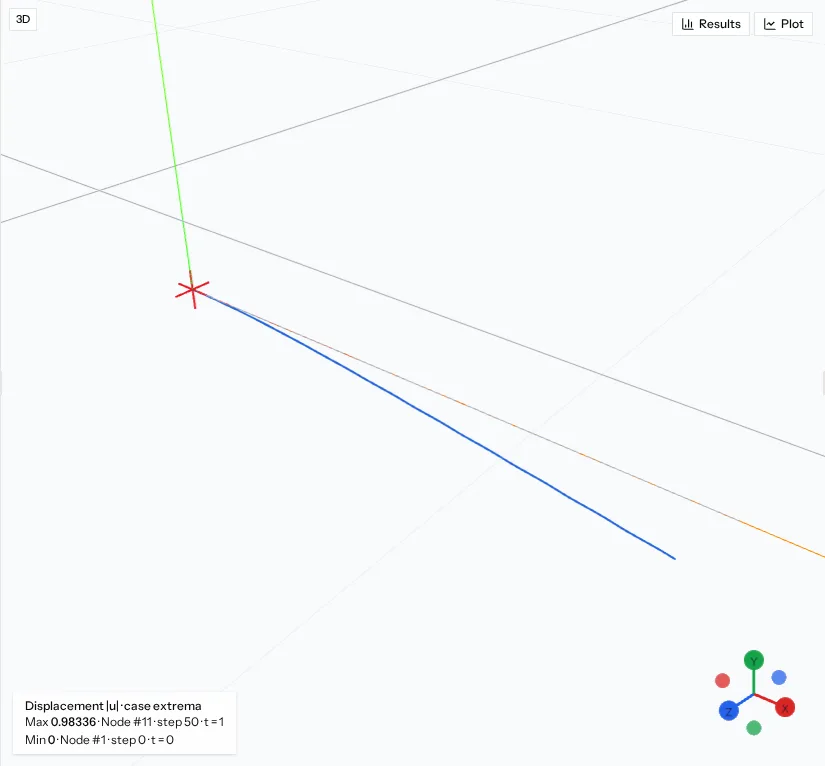 3D
Results
Plot
Displacement |u| · case extrema
Max 0.98336 · Node #11 · step 50 · t = 1
Min 0 · Node #1 · step 0 · t = 0
Y
Z
X